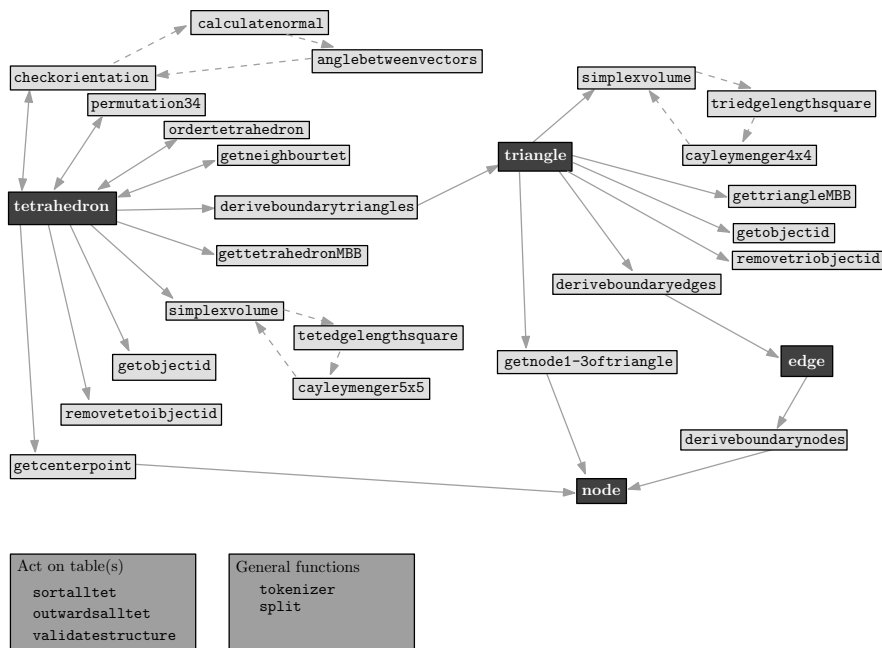 calculatenormal
anglebetweenvectors
checkorientation
permutation34
ordertetrahedron
getneighbourtet
tetrahedron
deriveboundarytriangles
gettetrahedronMBB
simplexvolume
tetedgelengthsquare
cayleymenger5x5
getobjectid
removetetoibjectid
getcenterpoint
simplexvolume
triedgelengthsquare
cayleymenger4x4
triangle
gettriangleMBB
getobjectid
removetriobjectid
deriveboundaryedges
getnode1-3oftriangle
edge
deriveboundarynodes
node
Act on table(s)
sortalltet
outwardsalltet
validatestructure
General functions
tokenizer
split